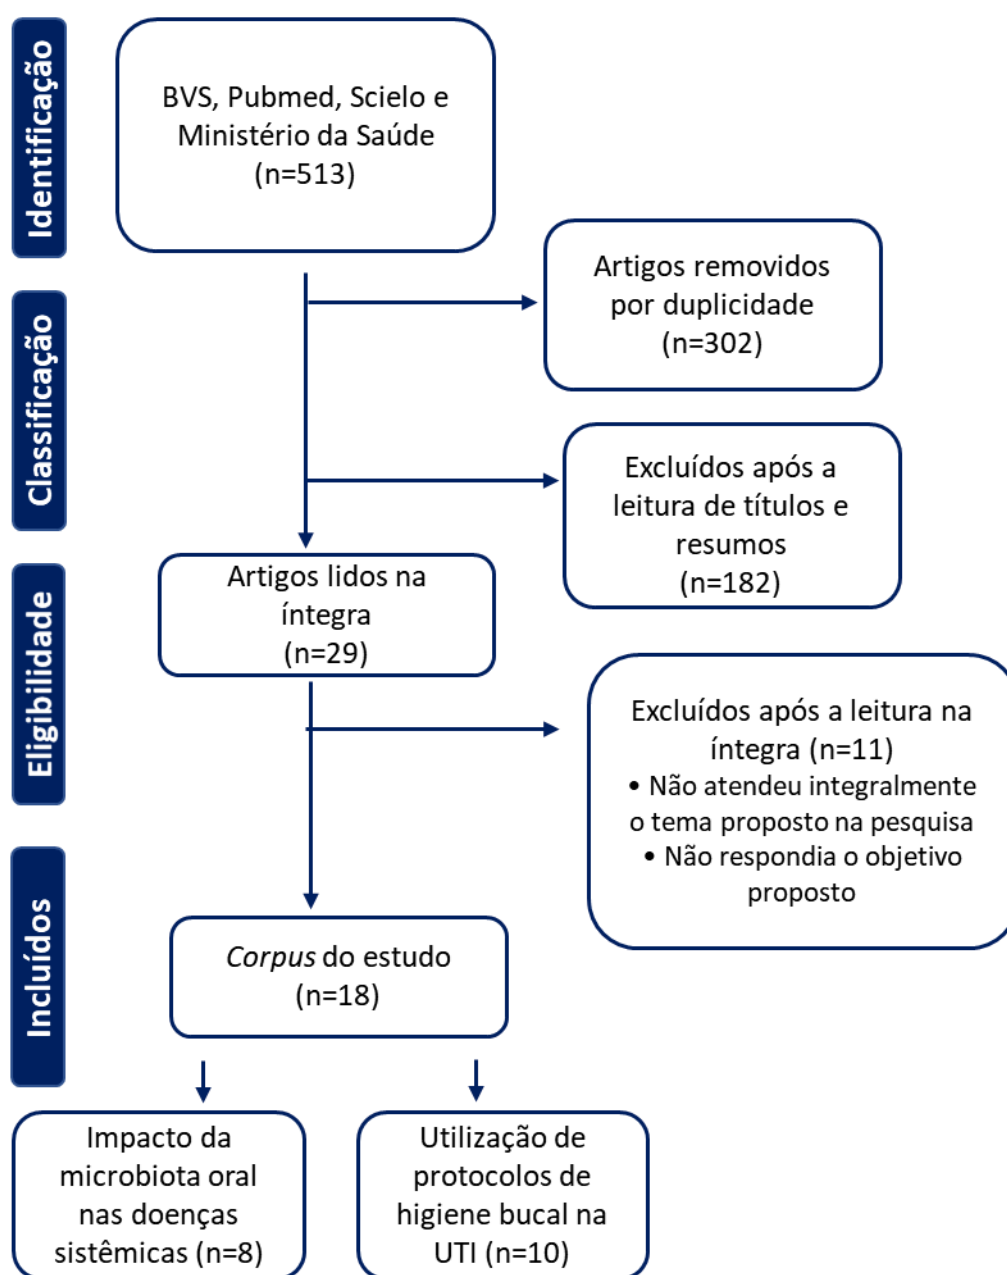 Identificação
BVS, Pubmed, Scielo e
Ministério da Saúde
(n=513)
Artigos removidos
por duplicidade
(n=302)
Classificação
Excluídos após a
leitura de títulos e
resumos
(n=182)
Artigos lidos na
íntegra
(n=29)
Eligibilidade
Excluídos após a leitura na
íntegra (n=11)
• Não atendeu integralmente
o tema proposto na pesquisa
• Não respondia o objetivo
proposto
Incluídos
Corpus do estudo
(n=18)
Impacto da
microbiota oral
nas doenças
sistêmicas (n=8)
Utilização de
protocolos de
higiene bucal na
UTI (n=10)